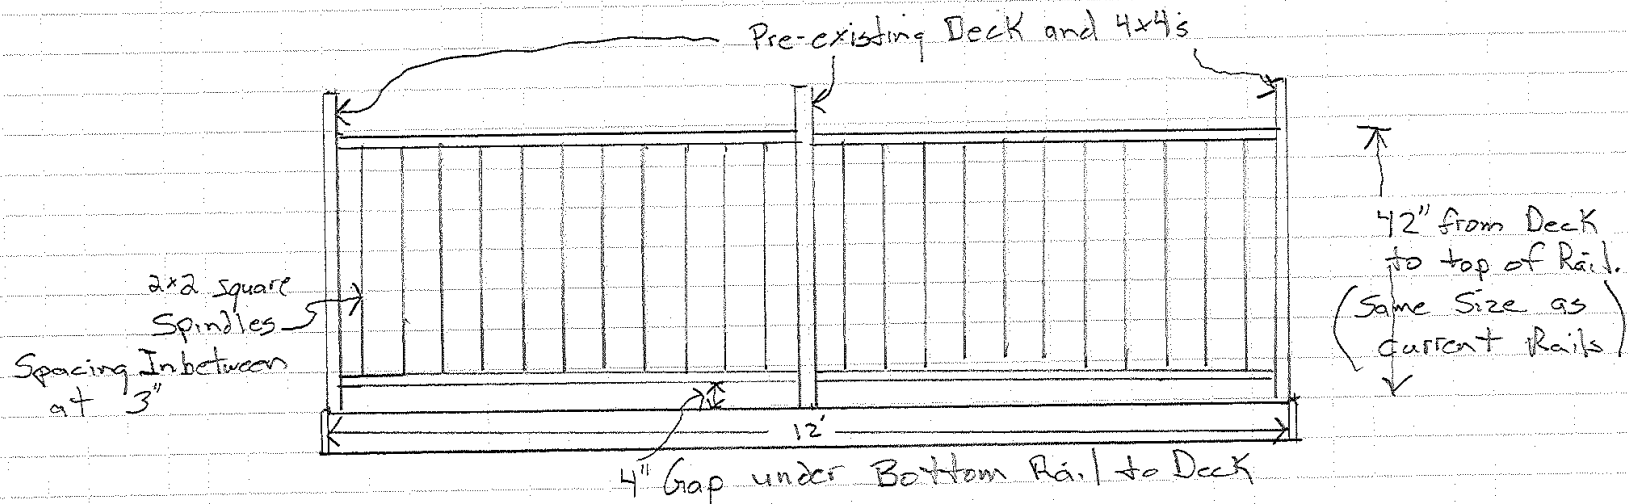 Pre-existing Deck and 4x4's
42" from Deck
to top of Rail.
(Same Size as
current Rails)
2x2 square
Spindles
Spacing Inbetween
at 3"
12'
4" Gap under Bottom Rail to Deck